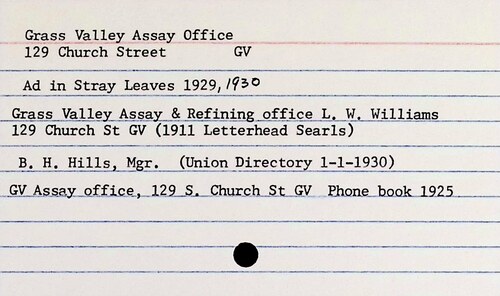 Grass Valley Assay Office
129 Church Street GV
Ad in Stray Leaves 1929, 1930
Grass Valley Assay & Refining office L. W. Williams
129 Church St GV (1911 Letterhead Searls)
B. H. Hills, Mgr. (Union Directory 1-1-1930)
GV Assay office, 129 S. Church St GV Phone book 1925